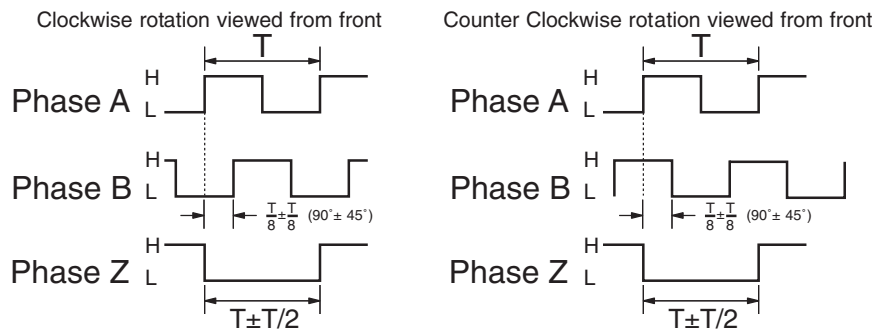 Clockwise rotation viewed from front
T
H
Phase A
L
H
Phase B
L
T/8±T/8 (90°± 45°)
H
Phase Z
L
T±T/2
Counter Clockwise rotation viewed from front
T
H
Phase A
L
H
Phase B
L
T/8±T/8 (90°± 45°)
H
Phase Z
L
T±T/2